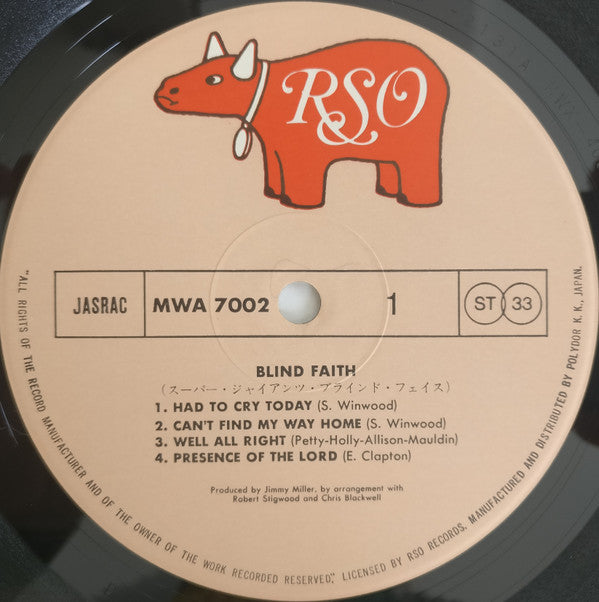 RSO
JASRAC
MWA 7002
1
ST 33
BLIND FAITH
(スーパー・ジャイアンツ・ブラインド・フェイス)
1. HAD TO CRY TODAY (S. Winwood)
2. CAN'T FIND MY WAY HOME (S. Winwood)
3. WELL ALL RIGHT (Petty-Holly-Allison-Mauldin)
4. PRESENCE OF THE LORD (E. Clapton)
Produced by Jimmy Miller, by arrangement with
Robert Stigwood and Chris Blackwell
"ALL RIGHTS OF THE RECORD MANUFACTURER AND OF THE OWNER OF THE WORK RECORDED RESERVED". LICENSED BY RSO RECORDS. MANUFACTURED AND DISTRIBUTED BY POLYDOR K. K., JAPAN.